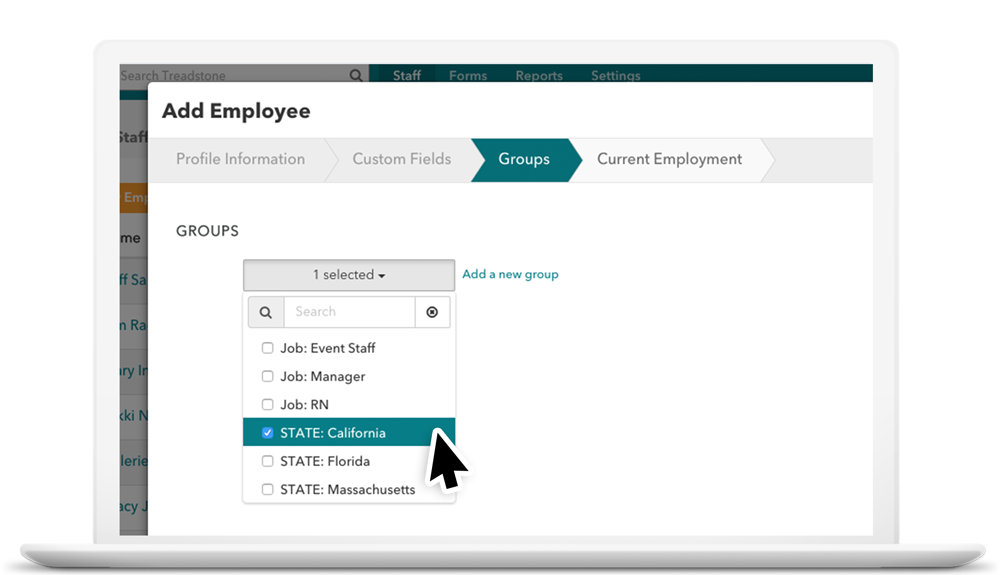 Search Treadstone Staff Forms Reports Settings
Add Employee
Staff
Profile Information Custom Fields Groups Current Employment
Emp
me
GROUPS
ff Sa
1 selected Add a new group
Search
m Ra
Job: Event Staff
ary In
Job: Manager
Job: RN
kki N
STATE: California
lerie
STATE: Florida
STATE: Massachusetts
acy J